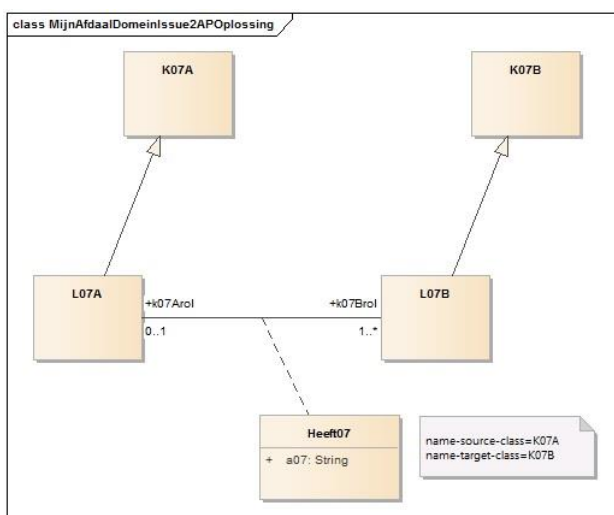 class MijnAfdaalDomeinIssue2APOplossing
K07A
K07B
L07A
L07B
+k07Arol
+k07Brol
0..1
1..*
Heeft07
+ a07: String
name-source-class=K07A
name-target-class=K07B